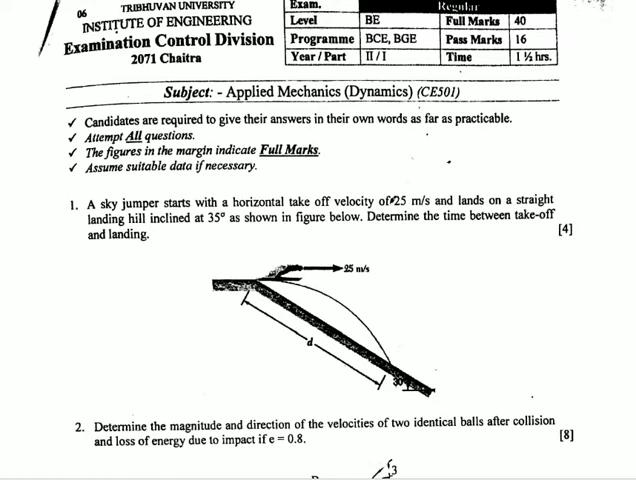 06
TRIBHUVAN UNIVERSITY
INSTITUTE OF ENGINEERING
Examination Control Division
2071 Chaitra
Exam. Regular
Level BE Full Marks 40
Programme BCE, BGE Pass Marks 16
Year / Part II / I Time 1 ½ hrs.
Subject: - Applied Mechanics (Dynamics) (CE501)
✓ Candidates are required to give their answers in their own words as far as practicable.
✓ Attempt All questions.
✓ The figures in the margin indicate Full Marks.
✓ Assume suitable data if necessary.
1. A sky jumper starts with a horizontal take off velocity of 25 m/s and lands on a straight
landing hill inclined at 35° as shown in figure below. Determine the time between take-off
and landing. [4]
25 m/s
d
30
2. Determine the magnitude and direction of the velocities of two identical balls after collision
and loss of energy due to impact if e = 0.8. [8]